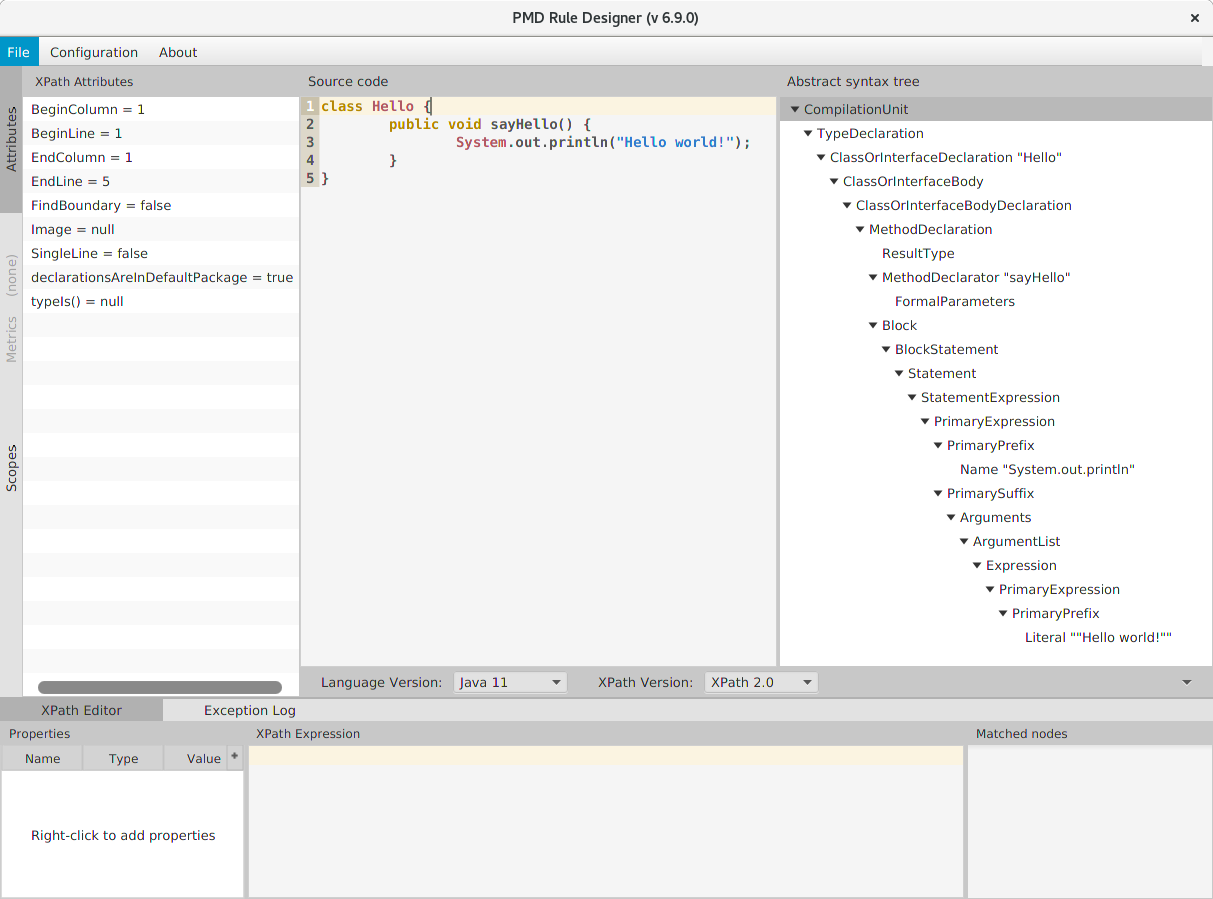 PMD Rule Designer (v 6.9.0)
×
File Configuration About
Attributes
(none)
Metrics
Scopes
XPath Attributes
BeginColumn = 1
BeginLine = 1
EndColumn = 1
EndLine = 5
FindBoundary = false
Image = null
SingleLine = false
declarationsAreInDefaultPackage = true
typeIs() = null
Source code
1 class Hello {
2 public void sayHello() {
3 System.out.println("Hello world!");
4 }
5 }
Abstract syntax tree
CompilationUnit
TypeDeclaration
ClassOrInterfaceDeclaration "Hello"
ClassOrInterfaceBody
ClassOrInterfaceBodyDeclaration
MethodDeclaration
ResultType
MethodDeclarator "sayHello"
FormalParameters
Block
BlockStatement
Statement
StatementExpression
PrimaryExpression
PrimaryPrefix
Name "System.out.println"
PrimarySuffix
Arguments
ArgumentList
Expression
PrimaryExpression
PrimaryPrefix
Literal ""Hello world!""
Language Version: Java 11 XPath Version: XPath 2.0
XPath Editor Exception Log
Properties
Name Type Value +
Right-click to add properties
XPath Expression
Matched nodes